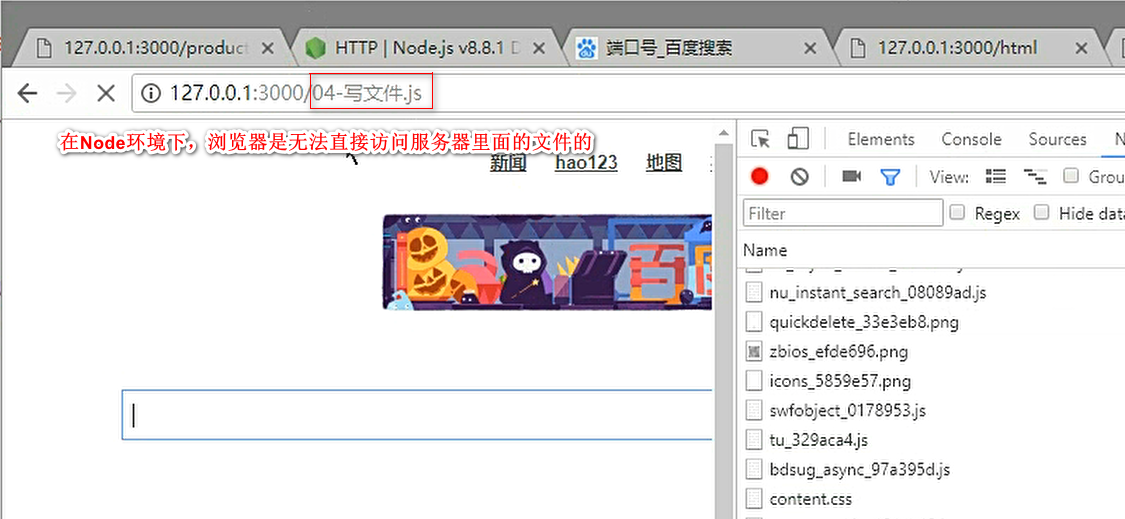 127.0.0.1:3000/product
HTTP | Node.js v8.8.1 D
端口号_百度搜索
127.0.0.1:3000/html
127.0.0.1:3000/04-写文件.js
在Node环境下，浏览器是无法直接访问服务器里面的文件的
新闻 hao123 地图
百
Elements Console Sources
View: Grou
Filter Regex Hide data
Name
nu_instant_search_08089ad.js
quickdelete_33e3eb8.png
zbios_efde696.png
icons_5859e57.png
swfobject_0178953.js
tu_329aca4.js
bdsug_async_97a395d.js
content.css